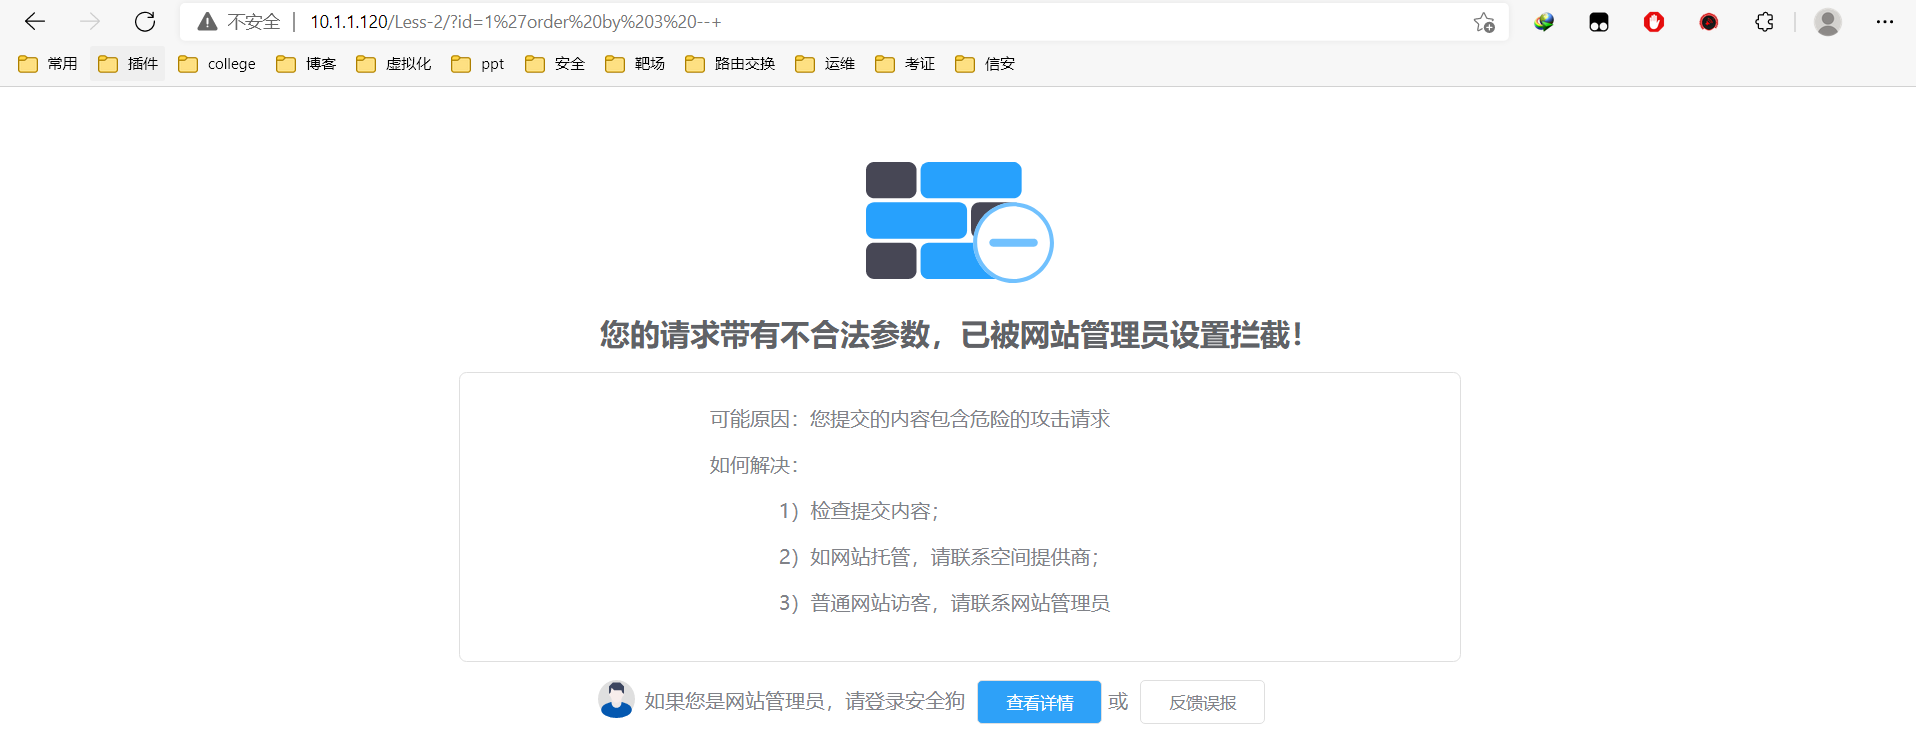 不安全 | 10.1.1.120/Less-2/?id=1%27order%20by%203%20--+
常用 插件 college 博客 虚拟化 ppt 安全 靶场 路由交换 运维 考证 信安
您的请求带有不合法参数，已被网站管理员设置拦截！
可能原因：您提交的内容包含危险的攻击请求
如何解决：
1）检查提交内容；
2）如网站托管，请联系空间提供商；
3）普通网站访客，请联系网站管理员
如果您是网站管理员，请登录安全狗 查看详情 或 反馈误报